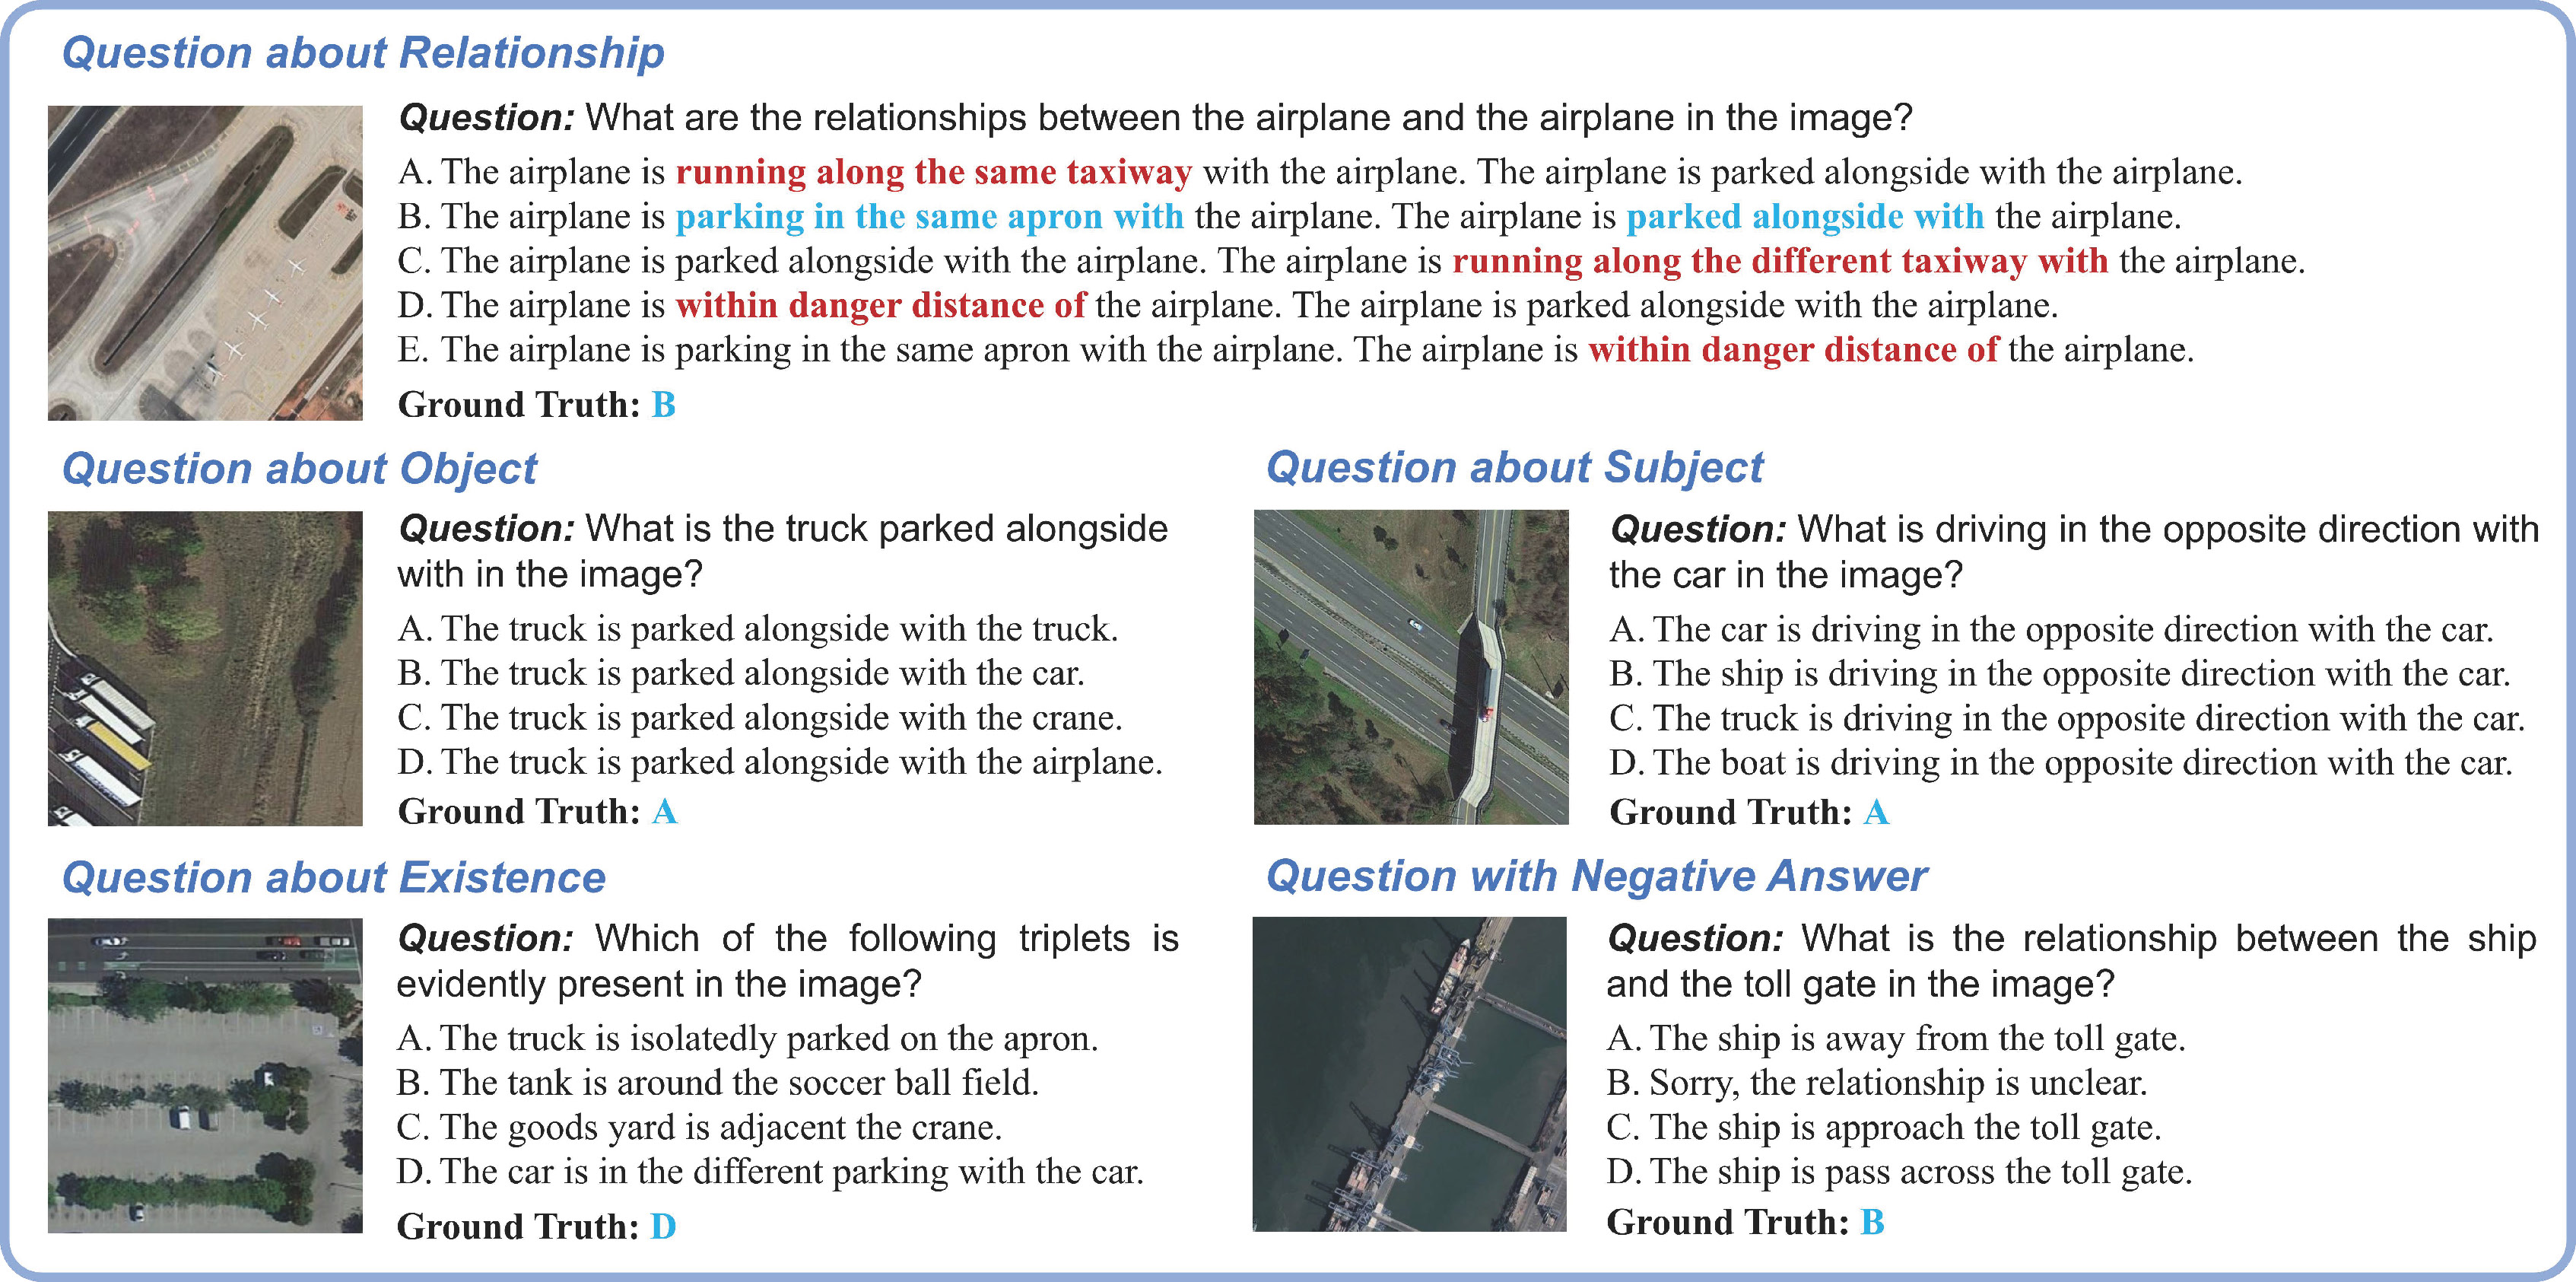 Question about Relationship
Question: What are the relationships between the airplane and the airplane in the image?
A. The airplane is running along the same taxiway with the airplane. The airplane is parked alongside with the airplane.
B. The airplane is parking in the same apron with the airplane. The airplane is parked alongside with the airplane.
C. The airplane is parked alongside with the airplane. The airplane is running along the different taxiway with the airplane.
D. The airplane is within danger distance of the airplane. The airplane is parked alongside with the airplane.
E. The airplane is parking in the same apron with the airplane. The airplane is within danger distance of the airplane.
Ground Truth: B
Question about Object
Question: What is the truck parked alongside
with in the image?
A. The truck is parked alongside with the truck.
B. The truck is parked alongside with the car.
C. The truck is parked alongside with the crane.
D. The truck is parked alongside with the airplane.
Ground Truth: A
Question about Subject
Question: What is driving in the opposite direction with
the car in the image?
A. The car is driving in the opposite direction with the car.
B. The ship is driving in the opposite direction with the car.
C. The truck is driving in the opposite direction with the car.
D. The boat is driving in the opposite direction with the car.
Ground Truth: A
Question about Existence
Question: Which of the following triplets is
evidently present in the image?
A. The truck is isolatedly parked on the apron.
B. The tank is around the soccer ball field.
C. The goods yard is adjacent the crane.
D. The car is in the different parking with the car.
Ground Truth: D
Question with Negative Answer
Question: What is the relationship between the ship
and the toll gate in the image?
A. The ship is away from the toll gate.
B. Sorry, the relationship is unclear.
C. The ship is approach the toll gate.
D. The ship is pass across the toll gate.
Ground Truth: B